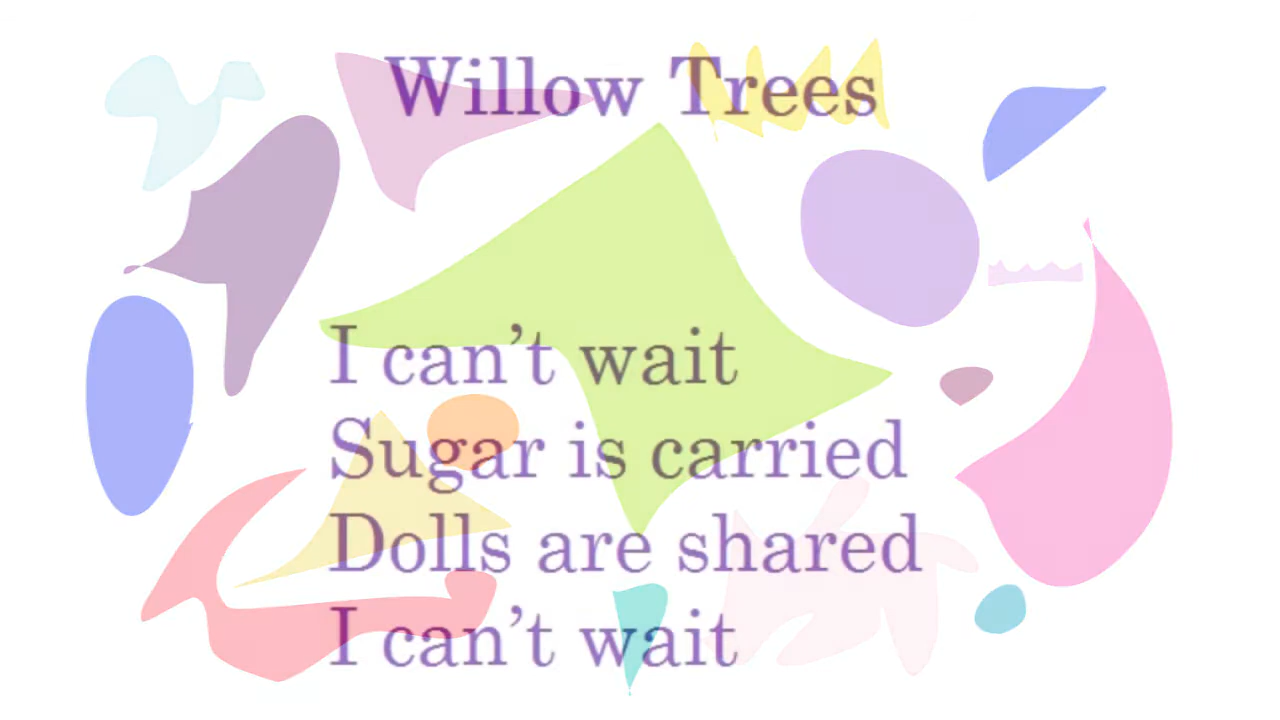 Willow Trees
I can’t wait
Sugar is carried
Dolls are shared
I can’t wait